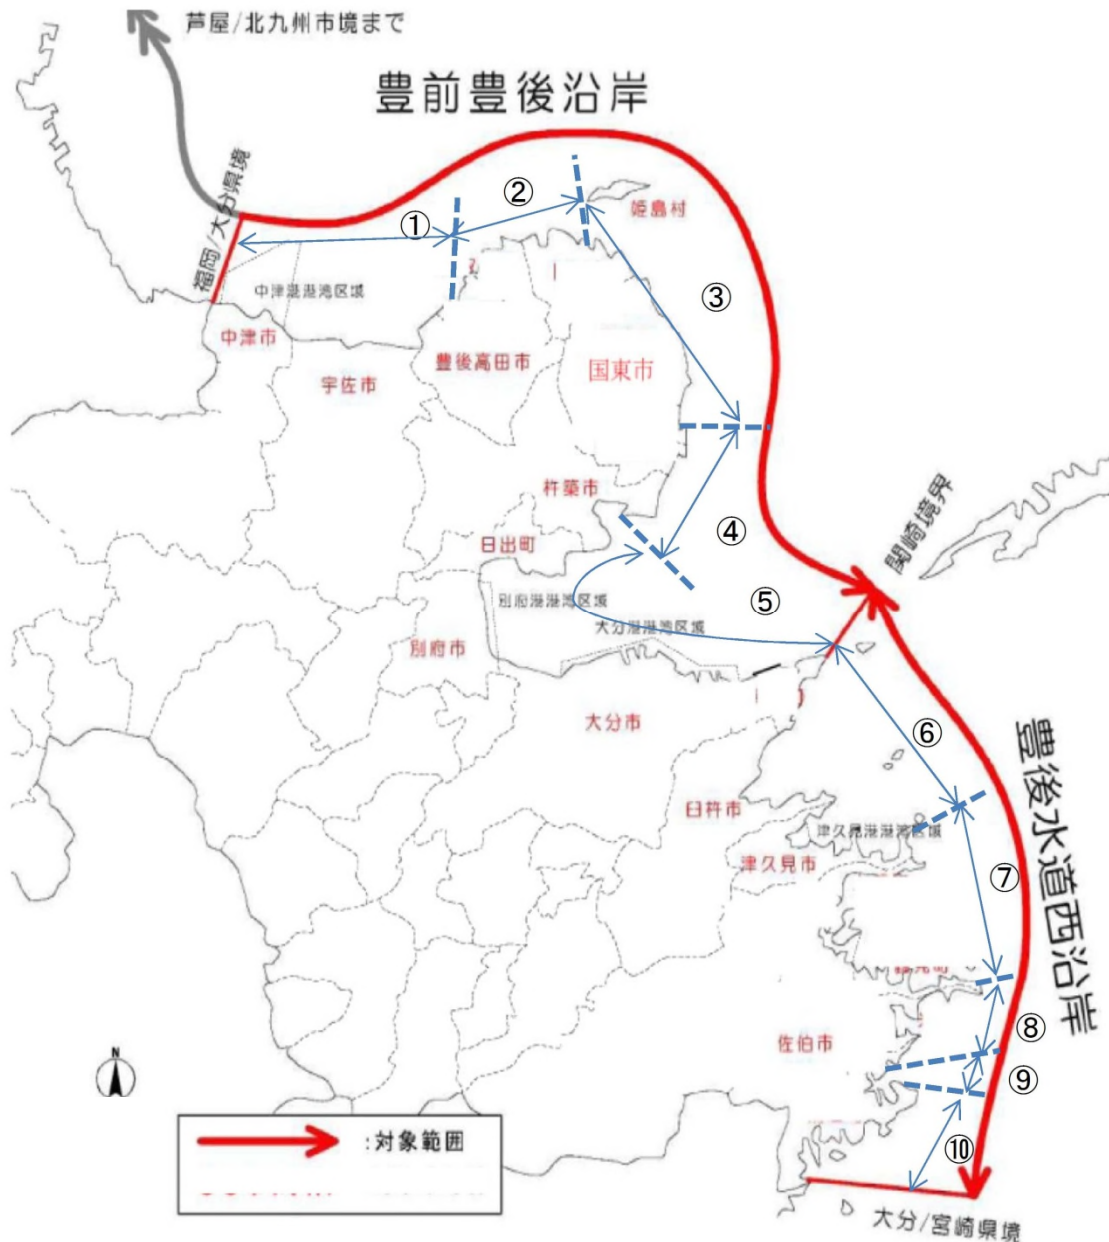 芦屋/北九州市境まで
豊前豊後沿岸
福岡/大分県境
①
②
姫島村
中津港港湾区域
中津市
宇佐市
豊後高田市
国東市
③
杵築市
日出町
④
関崎境界
別府港港湾区域
⑤
大分港港湾区域
別府市
大分市
⑥
豊後水道西沿岸
臼杵市
津久見港港湾区域
津久見市
⑦
佐伯市
⑧
⑨
⑩
N
:対象範囲
大分/宮崎県境